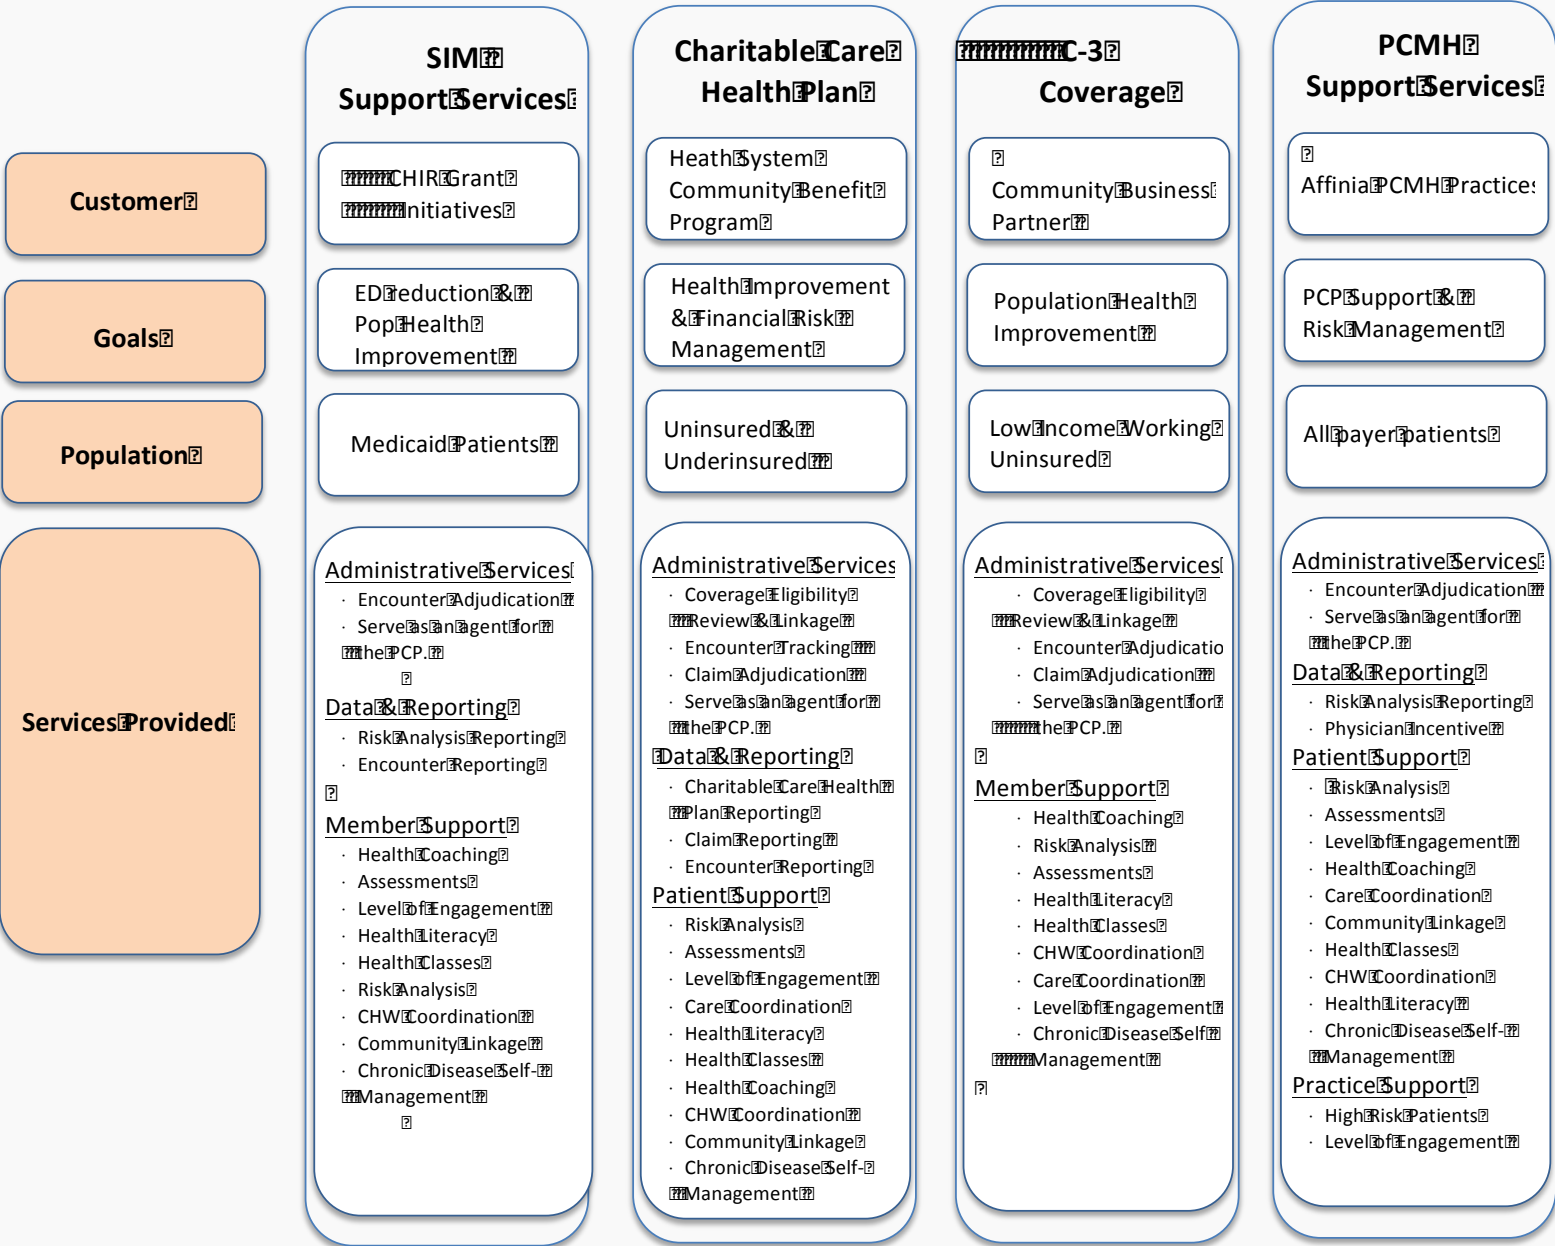 SIM
Support Services
Charitable Care
Health Plan
C-3
Coverage
PCMH
Support Services
Customer
CHIR Grant
Initiatives
Heath System
Community Benefit
Program
Community Business
Partner
Affinia PCMH Practices
Goals
ED reduction &
Pop Health
Improvement
Health Improvement
& Financial Risk
Management
Population Health
Improvement
PCP Support &
Risk Management
Population
Medicaid Patients
Uninsured &
Underinsured
Low Income Working
Uninsured
All payer patients
Services Provided
Administrative Services
· Encounter Adjudication
· Serve as an agent for
the PCP.
Data & Reporting
· Risk Analysis Reporting
· Encounter Reporting
Member Support
· Health Coaching
· Assessments
· Level of Engagement
· Health Literacy
· Health Classes
· Risk Analysis
· CHW Coordination
· Community Linkage
· Chronic Disease Self-
Management
Administrative Services
· Coverage Eligibility
Review & Linkage
· Encounter Tracking
· Claim Adjudication
· Serve as an agent for
the PCP.
Data & Reporting
· Charitable Care Health
Plan Reporting
· Claim Reporting
· Encounter Reporting
Patient Support
· Risk Analysis
· Assessments
· Level of Engagement
· Care Coordination
· Health Literacy
· Health Classes
· Health Coaching
· CHW Coordination
· Community Linkage
· Chronic Disease Self-
Management
Administrative Services
· Coverage Eligibility
Review & Linkage
· Encounter Adjudicatio
· Claim Adjudication
· Serve as an agent for
the PCP.
Member Support
· Health Coaching
· Risk Analysis
· Assessments
· Health Literacy
· Health Classes
· CHW Coordination
· Care Coordination
· Level of Engagement
· Chronic Disease Self
Management
Administrative Services
· Encounter Adjudication
· Serve as an agent for
the PCP.
Data & Reporting
· Risk Analysis Reporting
· Physician Incentive
Patient Support
· Risk Analysis
· Assessments
· Level of Engagement
· Health Coaching
· Care Coordination
· Community Linkage
· Health Classes
· CHW Coordination
· Health Literacy
· Chronic Disease Self-
Management
Practice Support
· High Risk Patients
· Level of Engagement